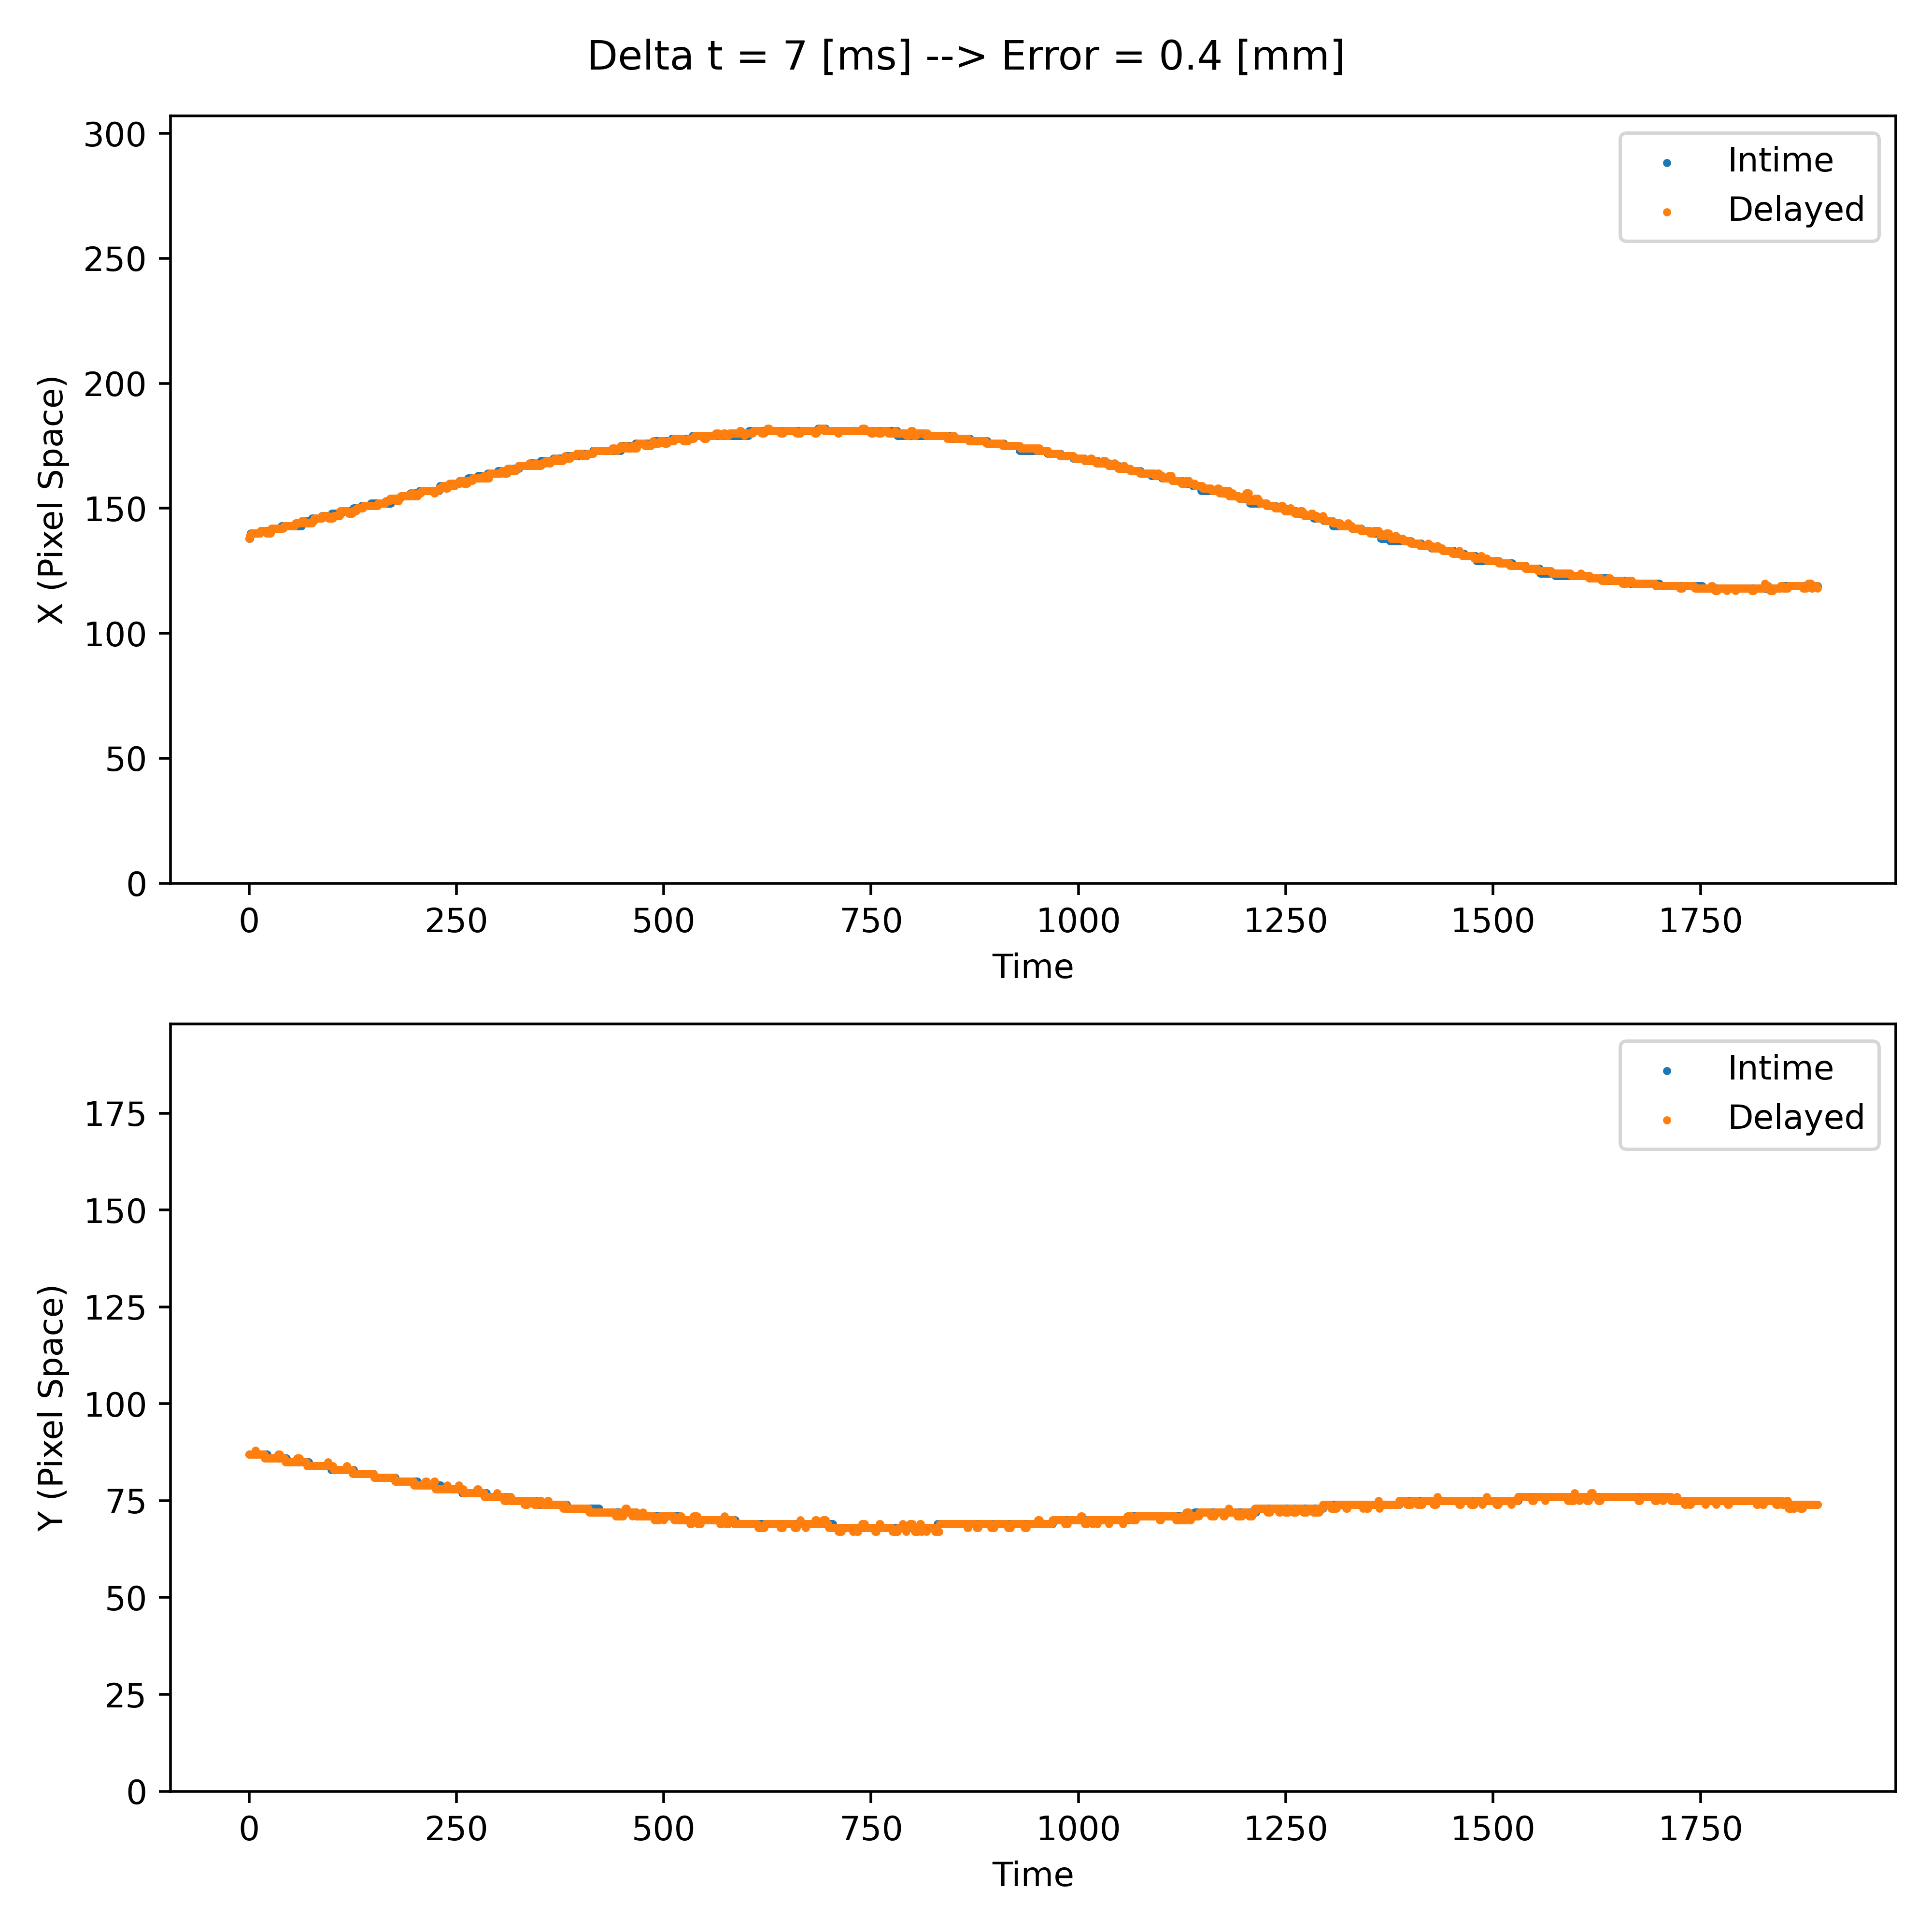 Delta t = 7 [ms] --> Error = 0.4 [mm]
300
250
200
150
100
50
0
X (Pixel Space)
Intime
Delayed
0 250 500 750 1000 1250 1500 1750
Time
175
150
125
100
75
50
25
0
Y (Pixel Space)
Intime
Delayed
0 250 500 750 1000 1250 1500 1750
Time